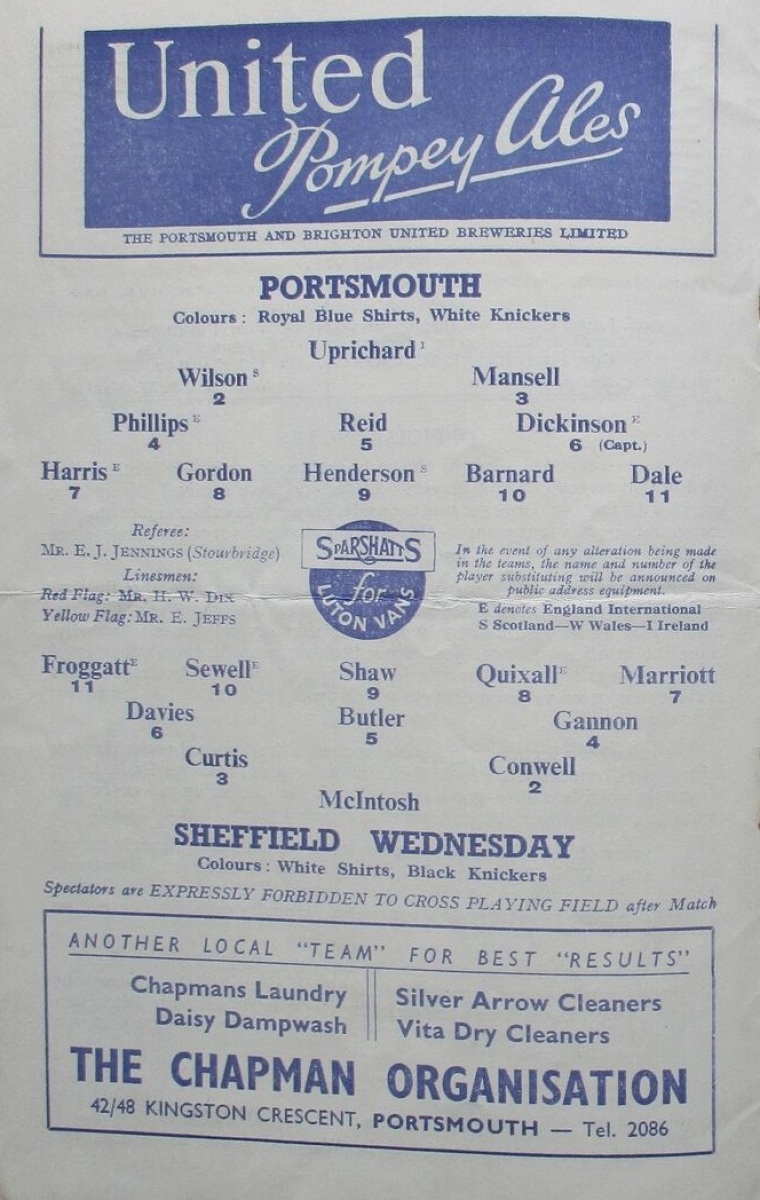 United
Pompey Ales
THE PORTSMOUTH AND BRIGHTON UNITED BREWERIES LIMITED
PORTSMOUTH
Colours: Royal Blue Shirts, White Knickers
Uprichard I
Wilson S Mansell
2 3
Phillips E Reid Dickinson E
4 5 6 (Capt.)
Harris E Gordon Henderson S Barnard Dale
7 8 9 10 11
Referee:
MR. E. J. JENNINGS (Stourbridge)
Linesmen:
Red Flag: MR. H. W. DIX
Yellow Flag: MR. E. JEFFS
SPARSHATTS
for
LUTON VANS
In the event of any alteration being made
in the teams, the name and number of the
player substituting will be announced on
public address equipment.
E denotes England International
S Scotland—W Wales—I Ireland
Froggatt E Sewell E Shaw Quixall E Marriott
11 10 9 8 7
Davies Butler Gannon
6 5 4
Curtis Conwell
3 2
McIntosh
SHEFFIELD WEDNESDAY
Colours: White Shirts, Black Knickers
Spectators are EXPRESSLY FORBIDDEN TO CROSS PLAYING FIELD after Match
ANOTHER LOCAL "TEAM" FOR BEST "RESULTS"
Chapmans Laundry
Daisy Dampwash
Silver Arrow Cleaners
Vita Dry Cleaners
THE CHAPMAN ORGANISATION
42/48 KINGSTON CRESCENT, PORTSMOUTH — Tel. 2086